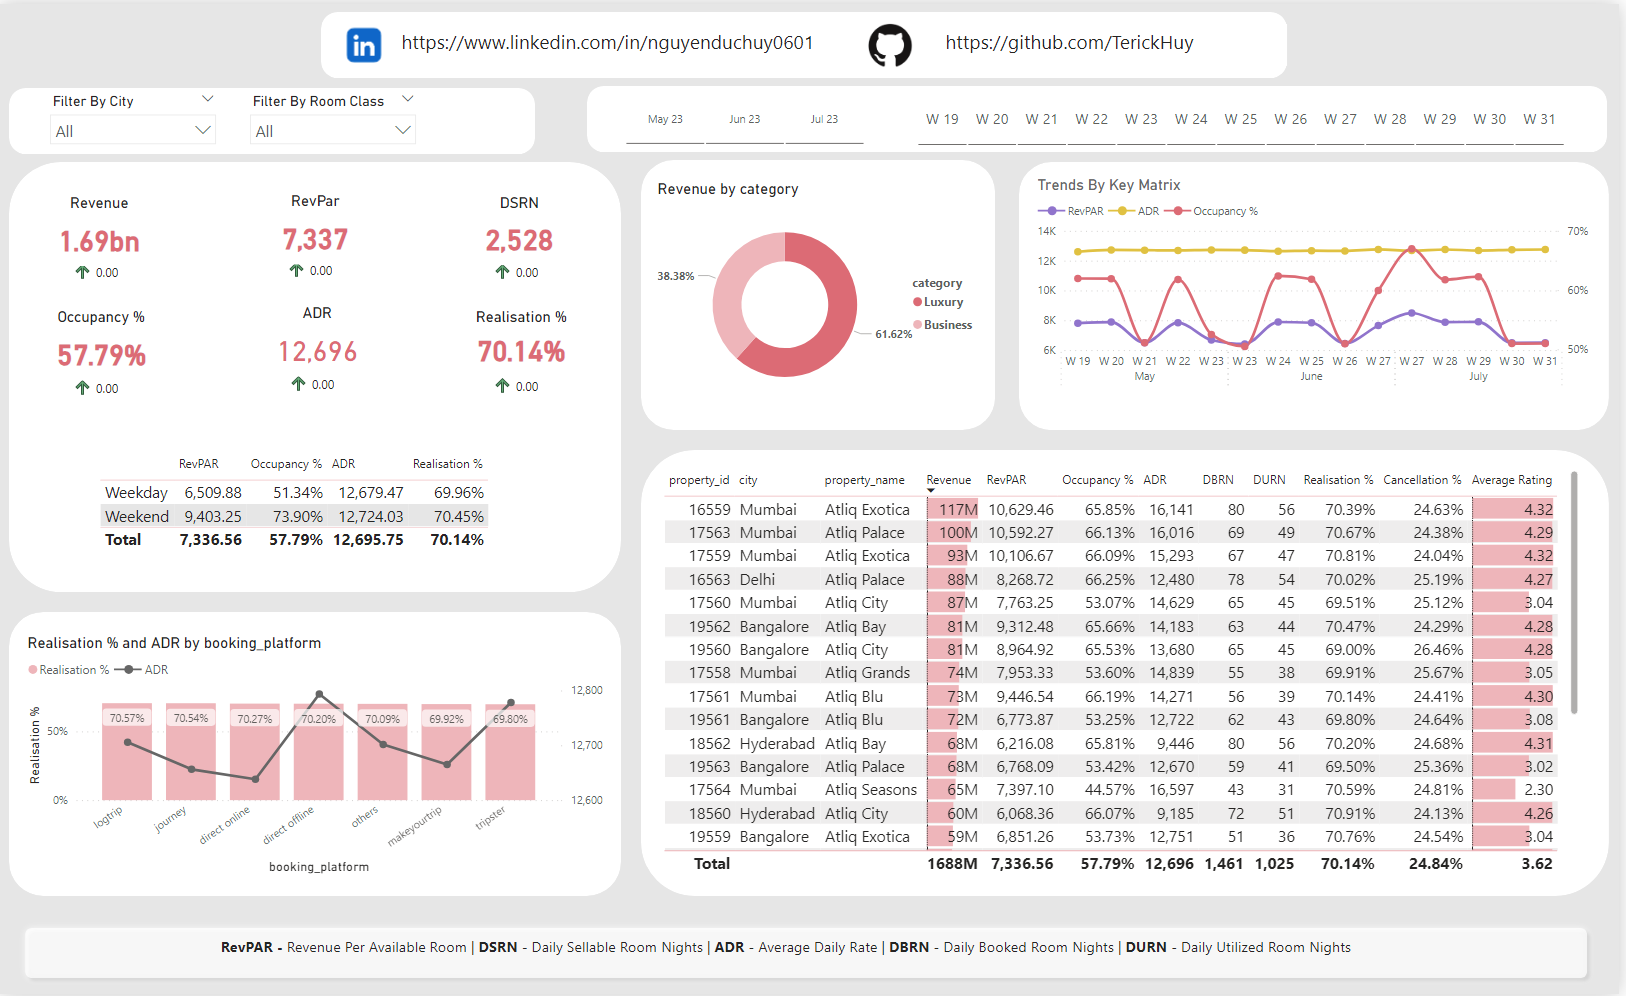 in https://www.linkedin.com/in/nguyenduchuy0601 https://github.com/TerickHuy
Filter By City Filter By Room Class
All All
May 23 Jun 23 Jul 23 W 19 W 20 W 21 W 22 W 23 W 24 W 25 W 26 W 27 W 28 W 29 W 30 W 31
Revenue RevPar DSRN
1.69bn 7,337 2,528
0.00 0.00 0.00
Occupancy % ADR Realisation %
57.79% 12,696 70.14%
0.00 0.00 0.00
RevPAR Occupancy % ADR Realisation %
Weekday 6,509.88 51.34% 12,679.47 69.96%
Weekend 9,403.25 73.90% 12,724.03 70.45%
Total 7,336.56 57.79% 12,695.75 70.14%
Revenue by category
38.38%
61.62%
category
Luxury
Business
Trends By Key Matrix
RevPAR ADR Occupancy %
14K 70%
12K
10K 60%
8K
6K 50%
W 19 W 20 W 21 W 22 W 23 W 23 W 24 W 25 W 26 W 27 W 27 W 28 W 29 W 30 W 31
May June July
Realisation % and ADR by booking_platform
Realisation % ADR
Realisation %
12,800
70.57% 70.54% 70.27% 70.20% 70.09% 69.92% 69.80%
50% 12,700
0% 12,600
logtrip journey direct online direct offline others makeyourtrip tripster
booking_platform
property_id city property_name Revenue RevPAR Occupancy % ADR DBRN DURN Realisation % Cancellation % Average Rating
16559 Mumbai Atliq Exotica 117M 10,629.46 65.85% 16,141 80 56 70.39% 24.63% 4.32
17563 Mumbai Atliq Palace 100M 10,592.27 66.13% 16,016 69 49 70.67% 24.38% 4.29
17559 Mumbai Atliq Exotica 93M 10,106.67 66.09% 15,293 67 47 70.81% 24.04% 4.32
16563 Delhi Atliq Palace 88M 8,268.72 66.25% 12,480 78 54 70.02% 25.19% 4.27
17560 Mumbai Atliq City 87M 7,763.25 53.07% 14,629 65 45 69.51% 25.12% 3.04
19562 Bangalore Atliq Bay 81M 9,312.48 65.66% 14,183 63 44 70.47% 24.29% 4.28
19560 Bangalore Atliq City 81M 8,964.92 65.53% 13,680 65 45 69.00% 26.46% 4.28
17558 Mumbai Atliq Grands 74M 7,953.33 53.60% 14,839 55 38 69.91% 25.67% 3.05
17561 Mumbai Atliq Blu 73M 9,446.54 66.19% 14,271 56 39 70.14% 24.41% 4.30
19561 Bangalore Atliq Blu 72M 6,773.87 53.25% 12,722 62 43 69.80% 24.64% 3.08
18562 Hyderabad Atliq Bay 68M 6,216.08 65.81% 9,446 80 56 70.20% 24.68% 4.31
19563 Bangalore Atliq Palace 68M 6,768.09 53.42% 12,670 59 41 69.50% 25.36% 3.02
17564 Mumbai Atliq Seasons 65M 7,397.10 44.57% 16,597 43 31 70.59% 24.81% 2.30
18560 Hyderabad Atliq City 60M 6,068.36 66.07% 9,185 72 51 70.91% 24.13% 4.26
19559 Bangalore Atliq Exotica 59M 6,851.26 53.73% 12,751 51 36 70.76% 24.54% 3.04
Total 1688M 7,336.56 57.79% 12,696 1,461 1,025 70.14% 24.84% 3.62
RevPAR - Revenue Per Available Room | DSRN - Daily Sellable Room Nights | ADR - Average Daily Rate | DBRN - Daily Booked Room Nights | DURN - Daily Utilized Room Nights